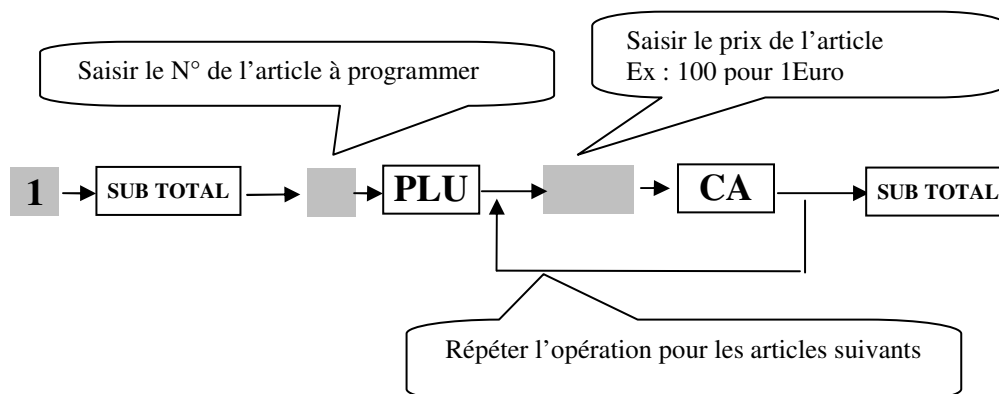 Saisir le N° de l’article à programmer
Saisir le prix de l’article
Ex : 100 pour 1Euro
1 SUB TOTAL PLU CA SUB TOTAL
Répéter l’opération pour les articles suivants